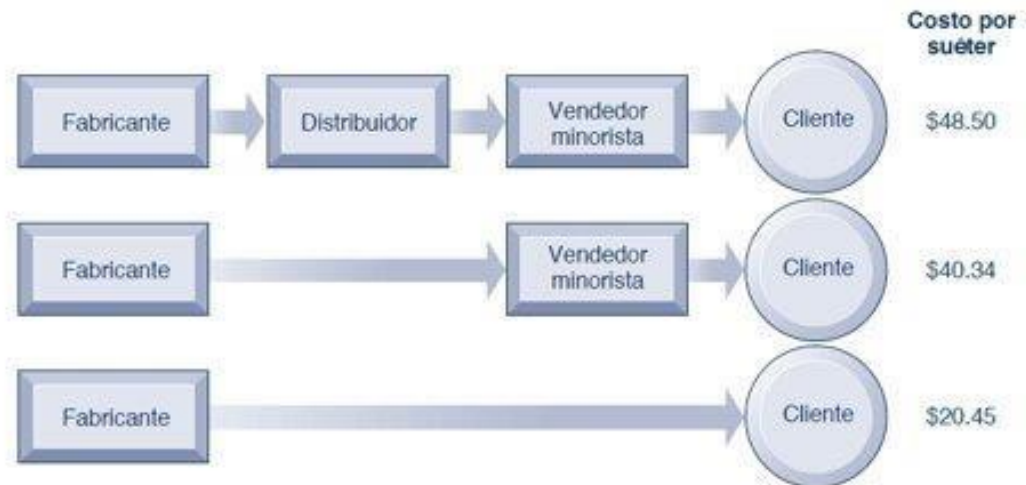 Costo por
suéter
Fabricante
Distribuidor
Vendedor
minorista
Cliente
$48.50
Fabricante
Vendedor
minorista
Cliente
$40.34
Fabricante
Cliente
$20.45